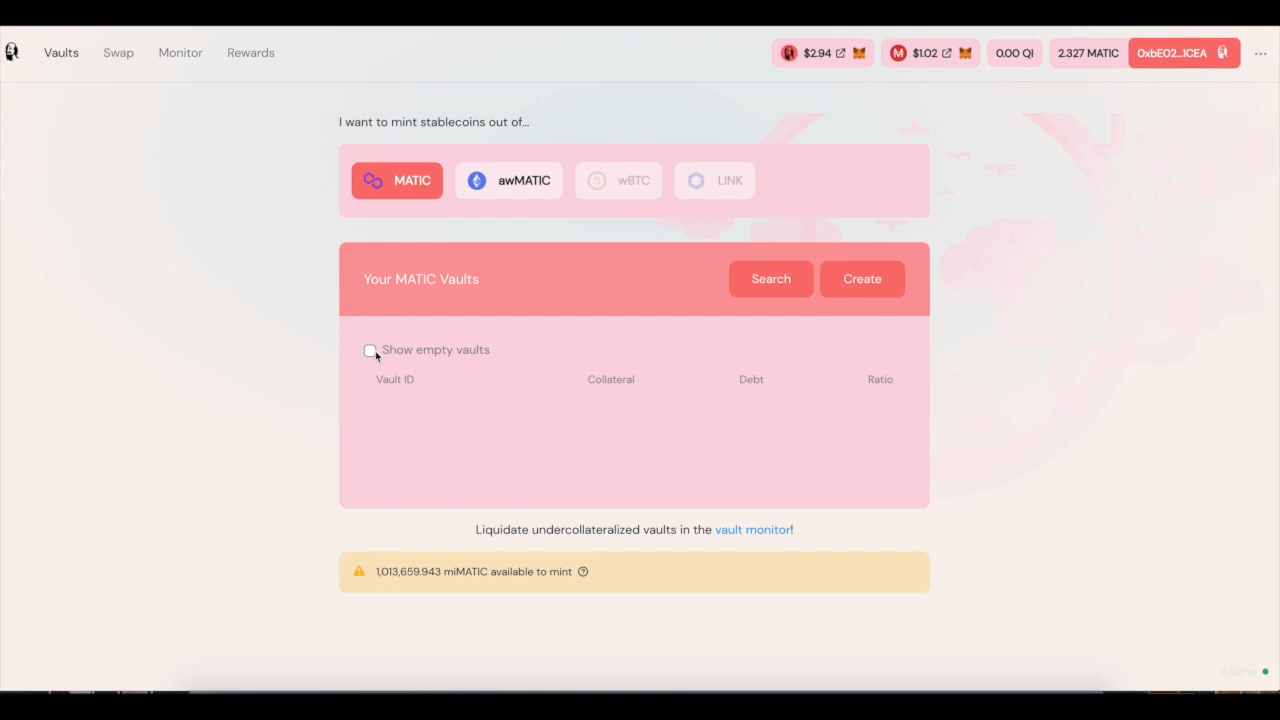 Vaults Swap Monitor Rewards $2.94 $1.02 0.00 QI 2.327 MATIC 0xbE02...1CEA
I want to mint stablecoins out of...
MATIC awMATIC wBTC LINK
Your MATIC Vaults Search Create
Show empty vaults
Vault ID Collateral Debt Ratio
Liquidate undercollateralized vaults in the vault monitor!
1,013,659.943 miMATIC available to mint